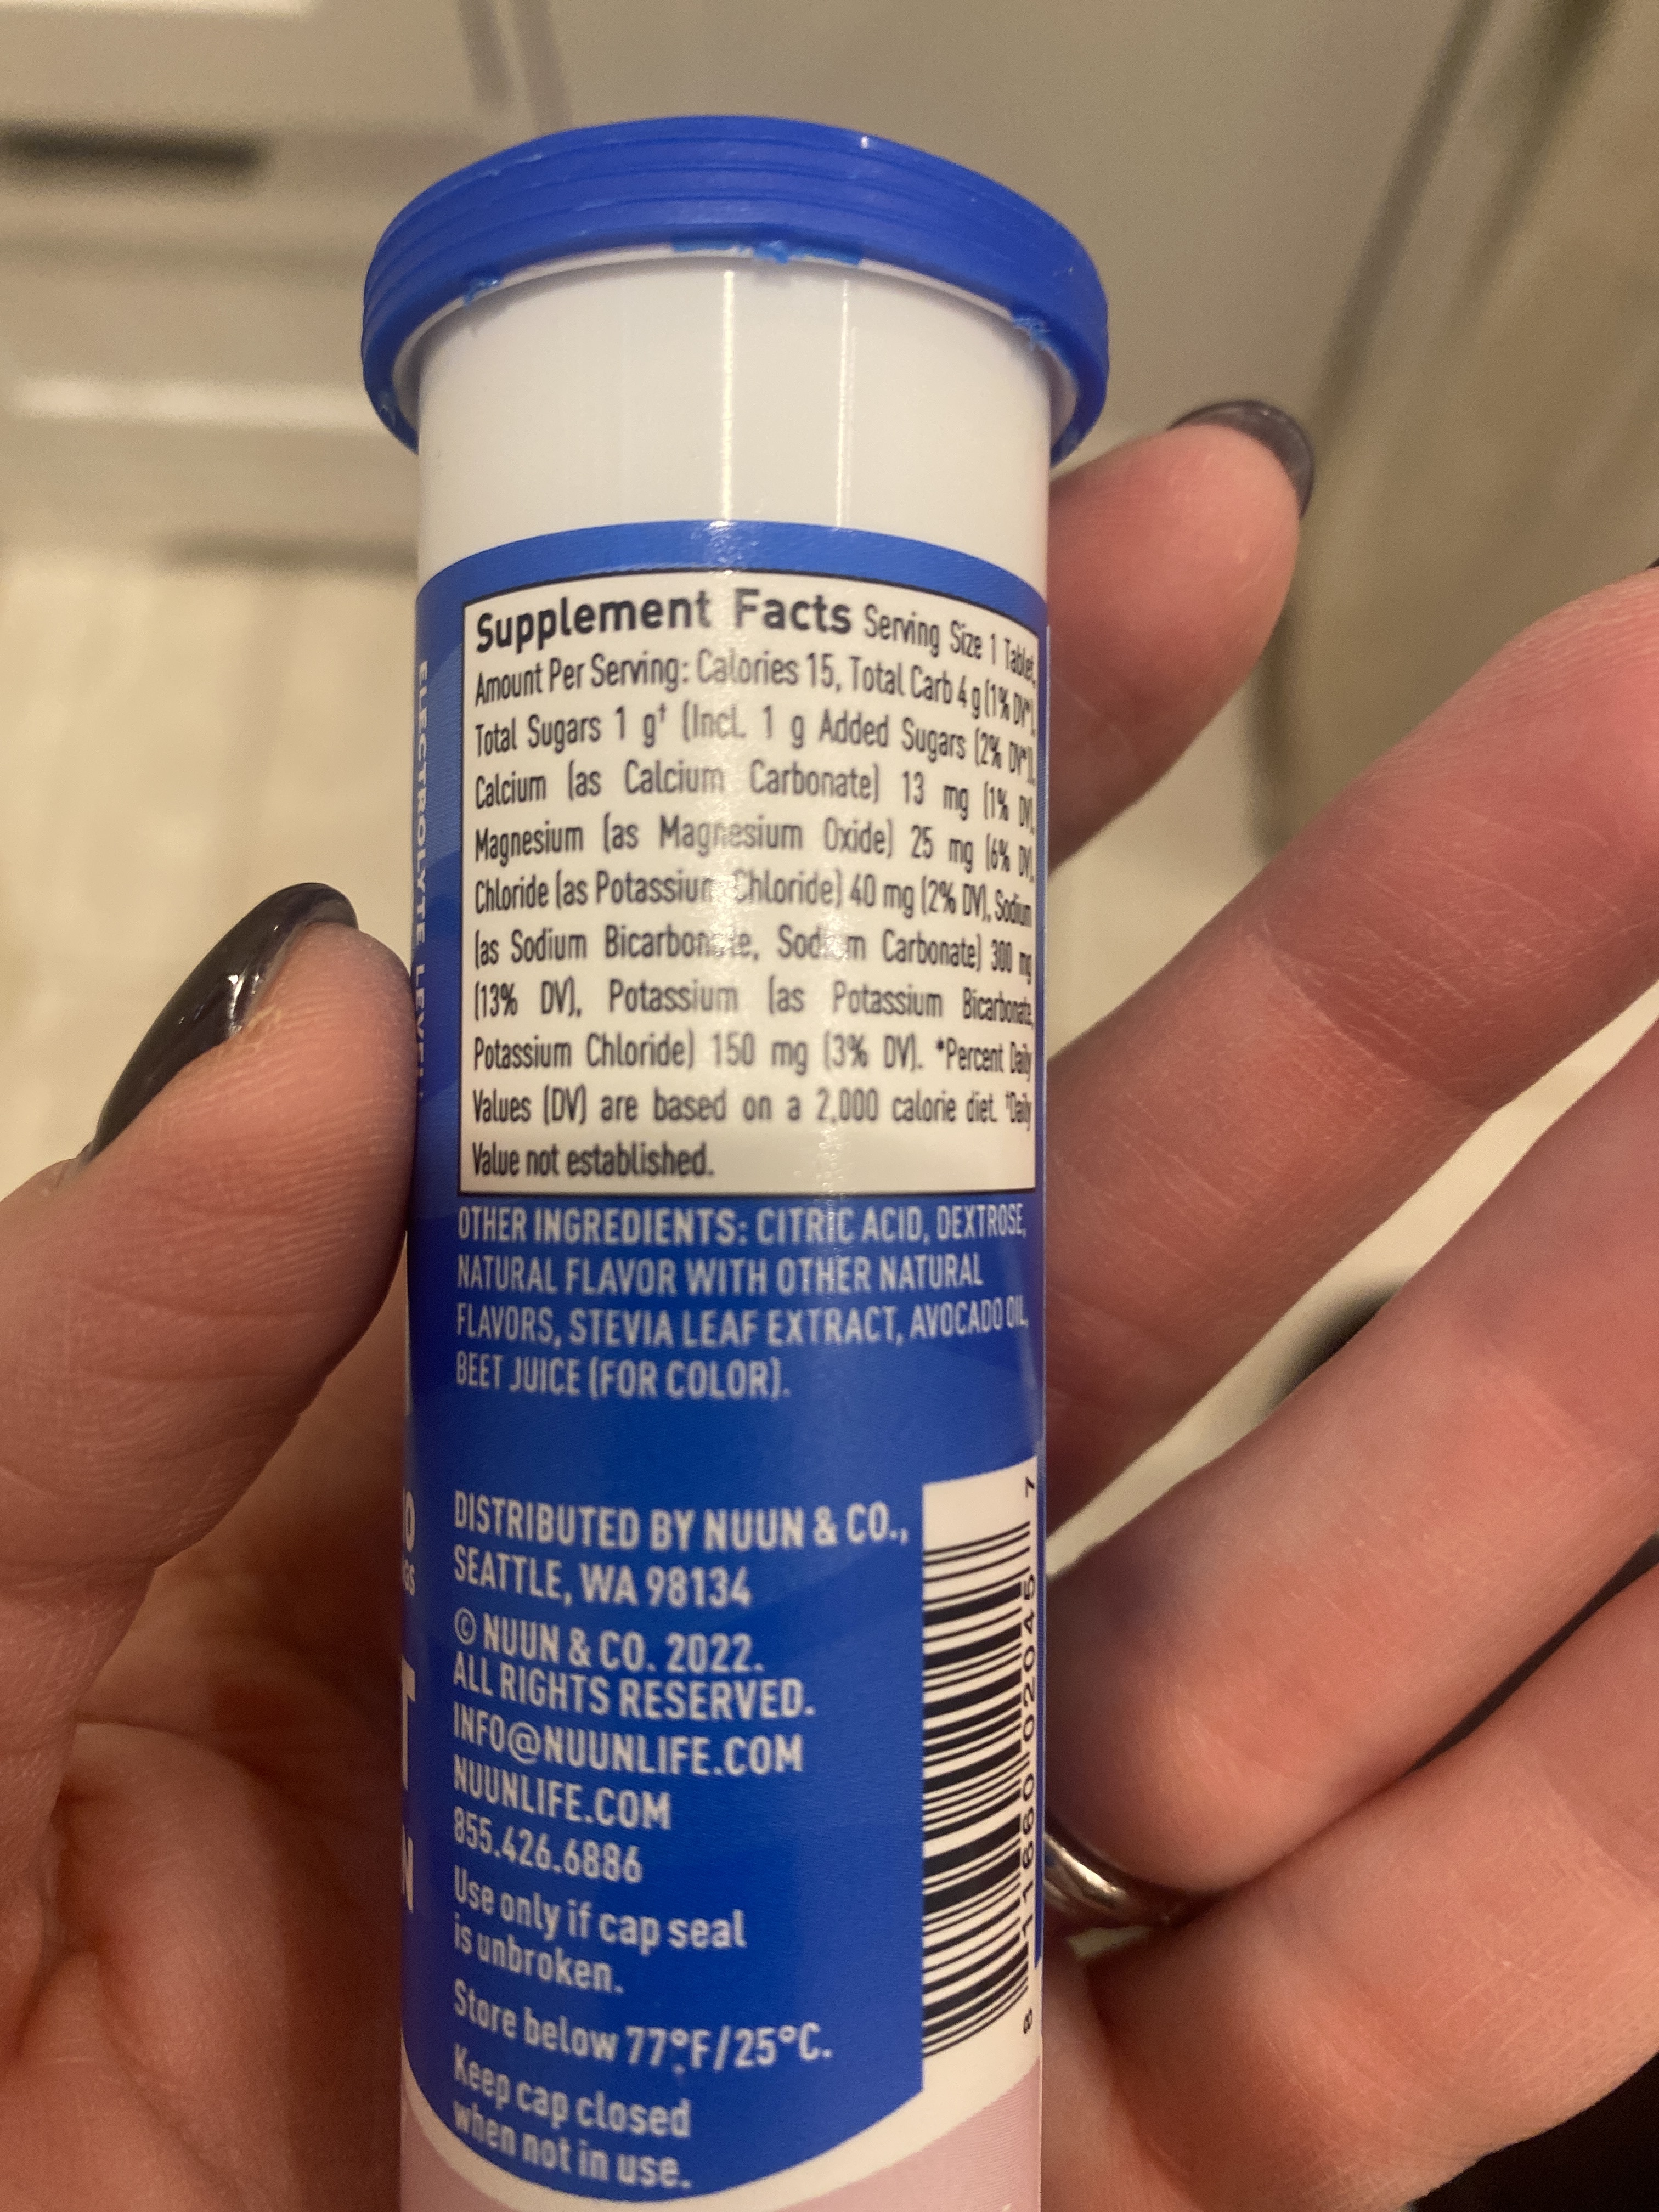 Supplement Facts Serving Size 1 Tablet,
Amount Per Serving: Calories 15, Total Carb 4 g (1% DV*),
Total Sugars 1 g† (Incl. 1 g Added Sugars (2% DV*)),
Calcium (as Calcium Carbonate) 13 mg (1% DV),
Magnesium (as Magnesium Oxide) 25 mg (6% DV),
Chloride (as Potassium Chloride) 40 mg (2% DV), Sodium
(as Sodium Bicarbonate, Sodium Carbonate) 300 mg
(13% DV), Potassium (as Potassium Bicarbonate,
Potassium Chloride) 150 mg (3% DV). *Percent Daily
Values (DV) are based on a 2,000 calorie diet. †Daily
Value not established.
OTHER INGREDIENTS: CITRIC ACID, DEXTROSE,
NATURAL FLAVOR WITH OTHER NATURAL
FLAVORS, STEVIA LEAF EXTRACT, AVOCADO OIL,
BEET JUICE (FOR COLOR).
DISTRIBUTED BY NUUN & CO.,
SEATTLE, WA 98134
© NUUN & CO. 2022.
ALL RIGHTS RESERVED.
INFO@NUUNLIFE.COM
NUUNLIFE.COM
855.426.6886
Use only if cap seal
is unbroken.
Store below 77°F/25°C.
Keep cap closed
when not in use.
8 11660 02045 7
ELECTROLYTE LEVEL